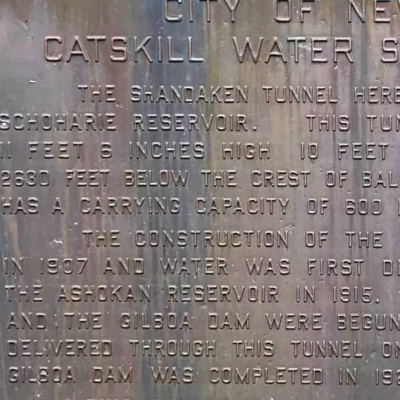 CITY OF NE
CATSKILL WATER S
THE SHANDAKEN TUNNEL HERE
SCHOHARIE RESERVOIR. THIS TUN
11 FEET 6 INCHES HIGH 10 FEET
2630 FEET BELOW THE CREST OF BAL
HAS A CARRYING CAPACITY OF 600
THE CONSTRUCTION OF THE
IN 1907 AND WATER WAS FIRST DE
THE ASHOKAN RESERVOIR IN 1915.
AND THE GILBOA DAM WERE BEGUN
DELIVERED THROUGH THIS TUNNEL ON
GILBOA DAM WAS COMPLETED IN 192